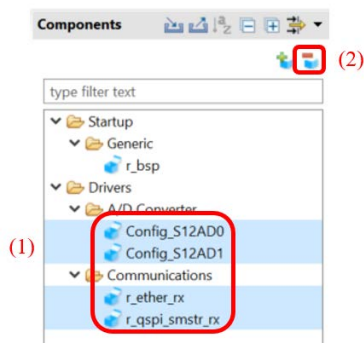 Components
(2)
type filter text
Startup
Generic
r_bsp
Drivers
A/D Converter
Config_S12AD0
Config_S12AD1
(1)
Communications
r_ether_rx
r_qspi_smstr_rx